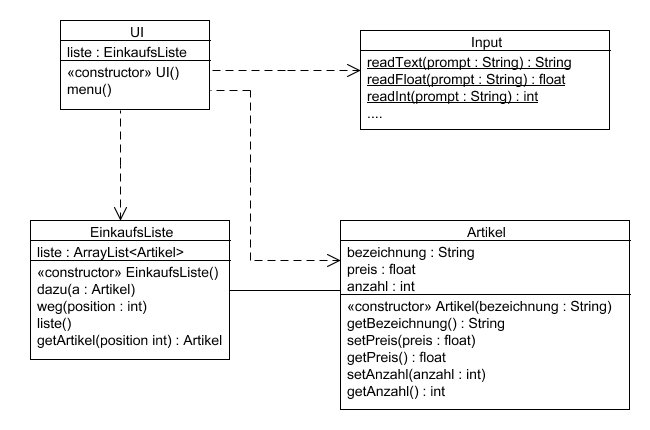 UI
liste : EinkaufsListe
«constructor» UI()
menu()
Input
readText(prompt : String) : String
readFloat(prompt : String) : float
readInt(prompt : String) : int
....
EinkaufsListe
liste : ArrayList<Artikel>
«constructor» EinkaufsListe()
dazu(a : Artikel)
weg(position : int)
liste()
getArtikel(position int) : Artikel
Artikel
bezeichnung : String
preis : float
anzahl : int
«constructor» Artikel(bezeichnung : String)
getBezeichnung() : String
setPreis(preis : float)
getPreis() : float
setAnzahl(anzahl : int)
getAnzahl() : int